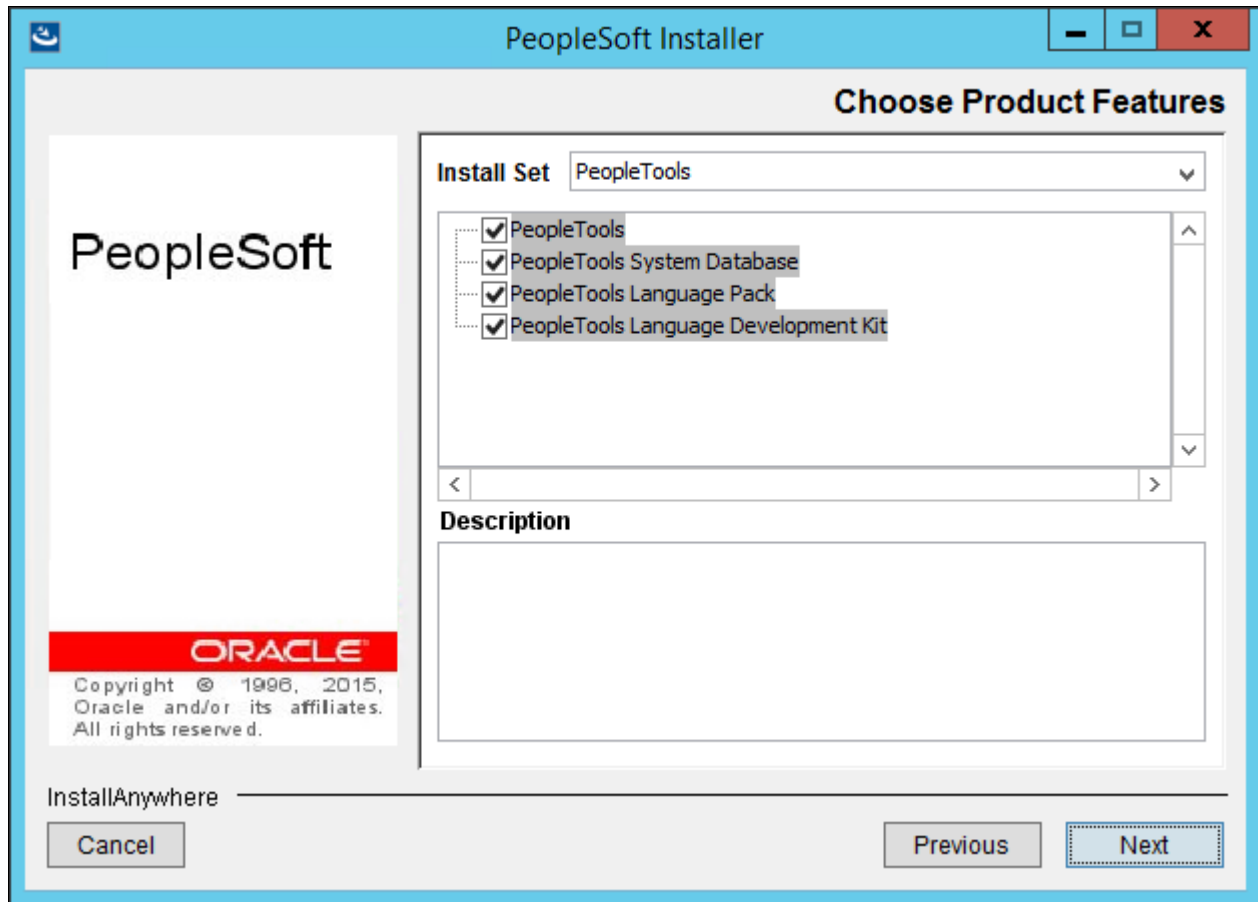 PeopleSoft Installer
Choose Product Features
PeopleSoft
Install Set PeopleTools
PeopleTools
PeopleTools System Database
PeopleTools Language Pack
PeopleTools Language Development Kit
Description
ORACLE
Copyright © 1996, 2015,
Oracle and/or its affiliates.
All rights reserved.
InstallAnywhere
Cancel Previous Next